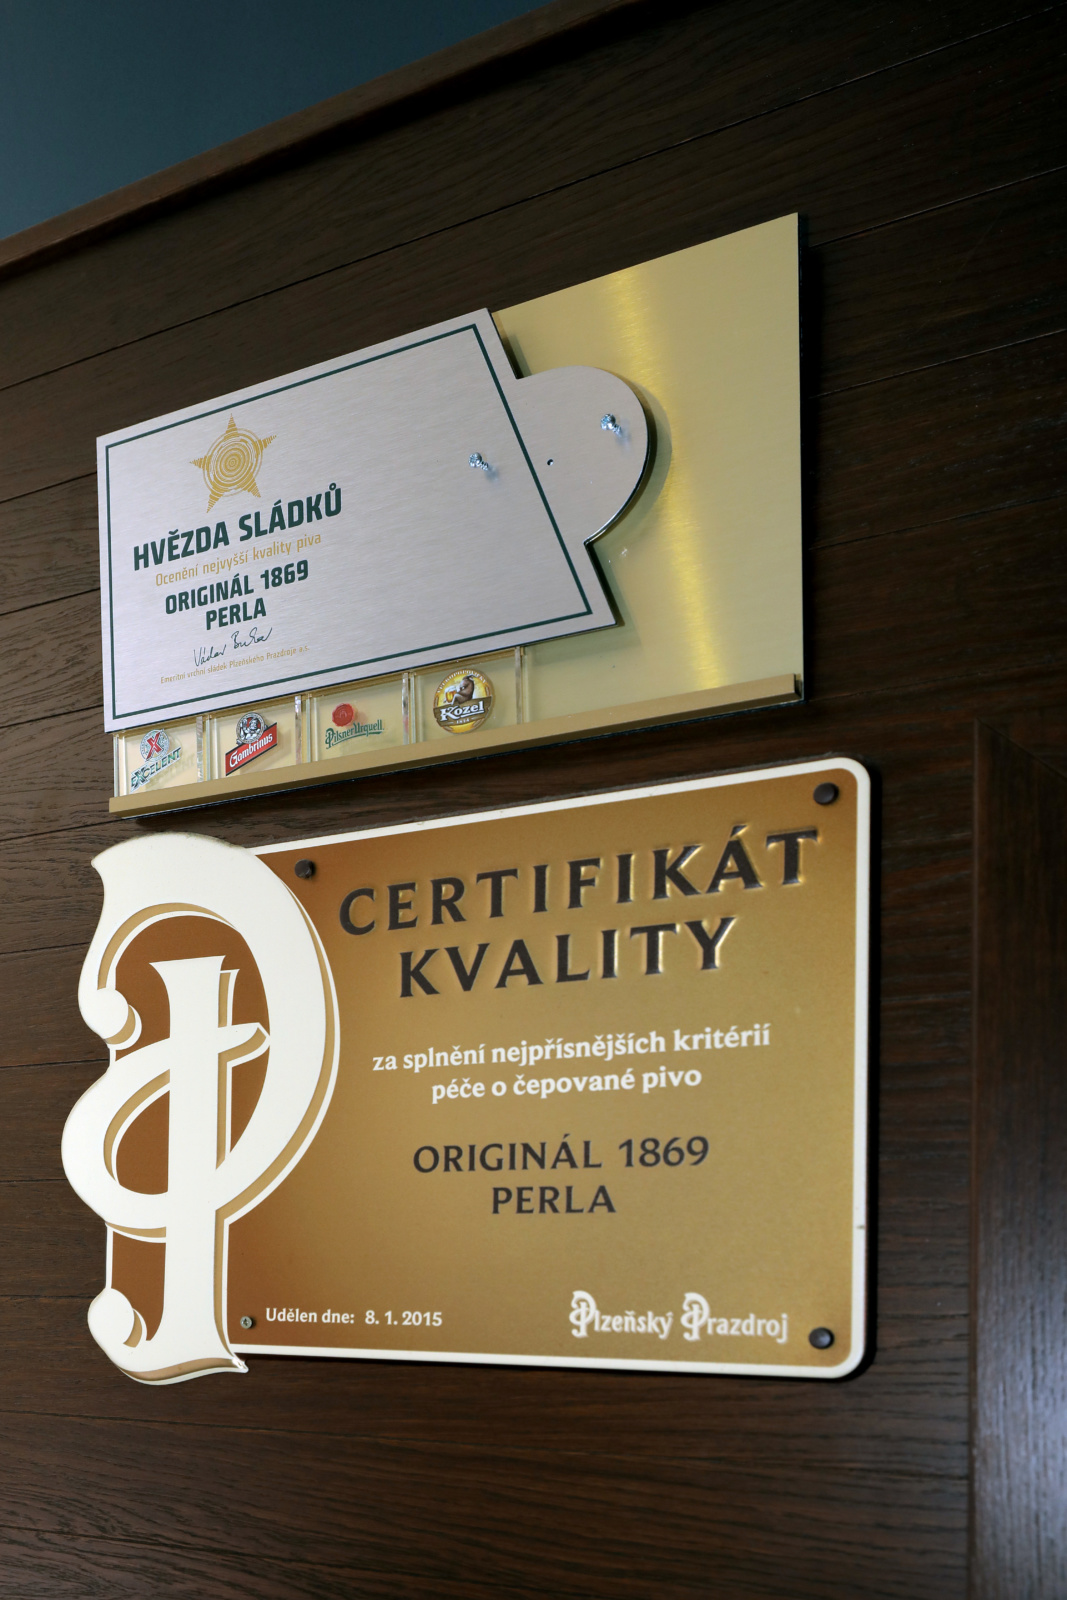 HVĚZDA SLÁDKŮ
Ocenění nejvyšší kvality piva
ORIGINÁL 1869
PERLA
Emeritní vrchní sládek Plzeňského Prazdroje a.s.
EXCELENT
Gambrinus
Pilsner Urquell
Kozel
CERTIFIKÁT
KVALITY
za splnění nejpřísnějších kritérií
péče o čepované pivo
ORIGINÁL 1869
PERLA
Udělen dne: 8. 1. 2015
Plzeňský Prazdroj